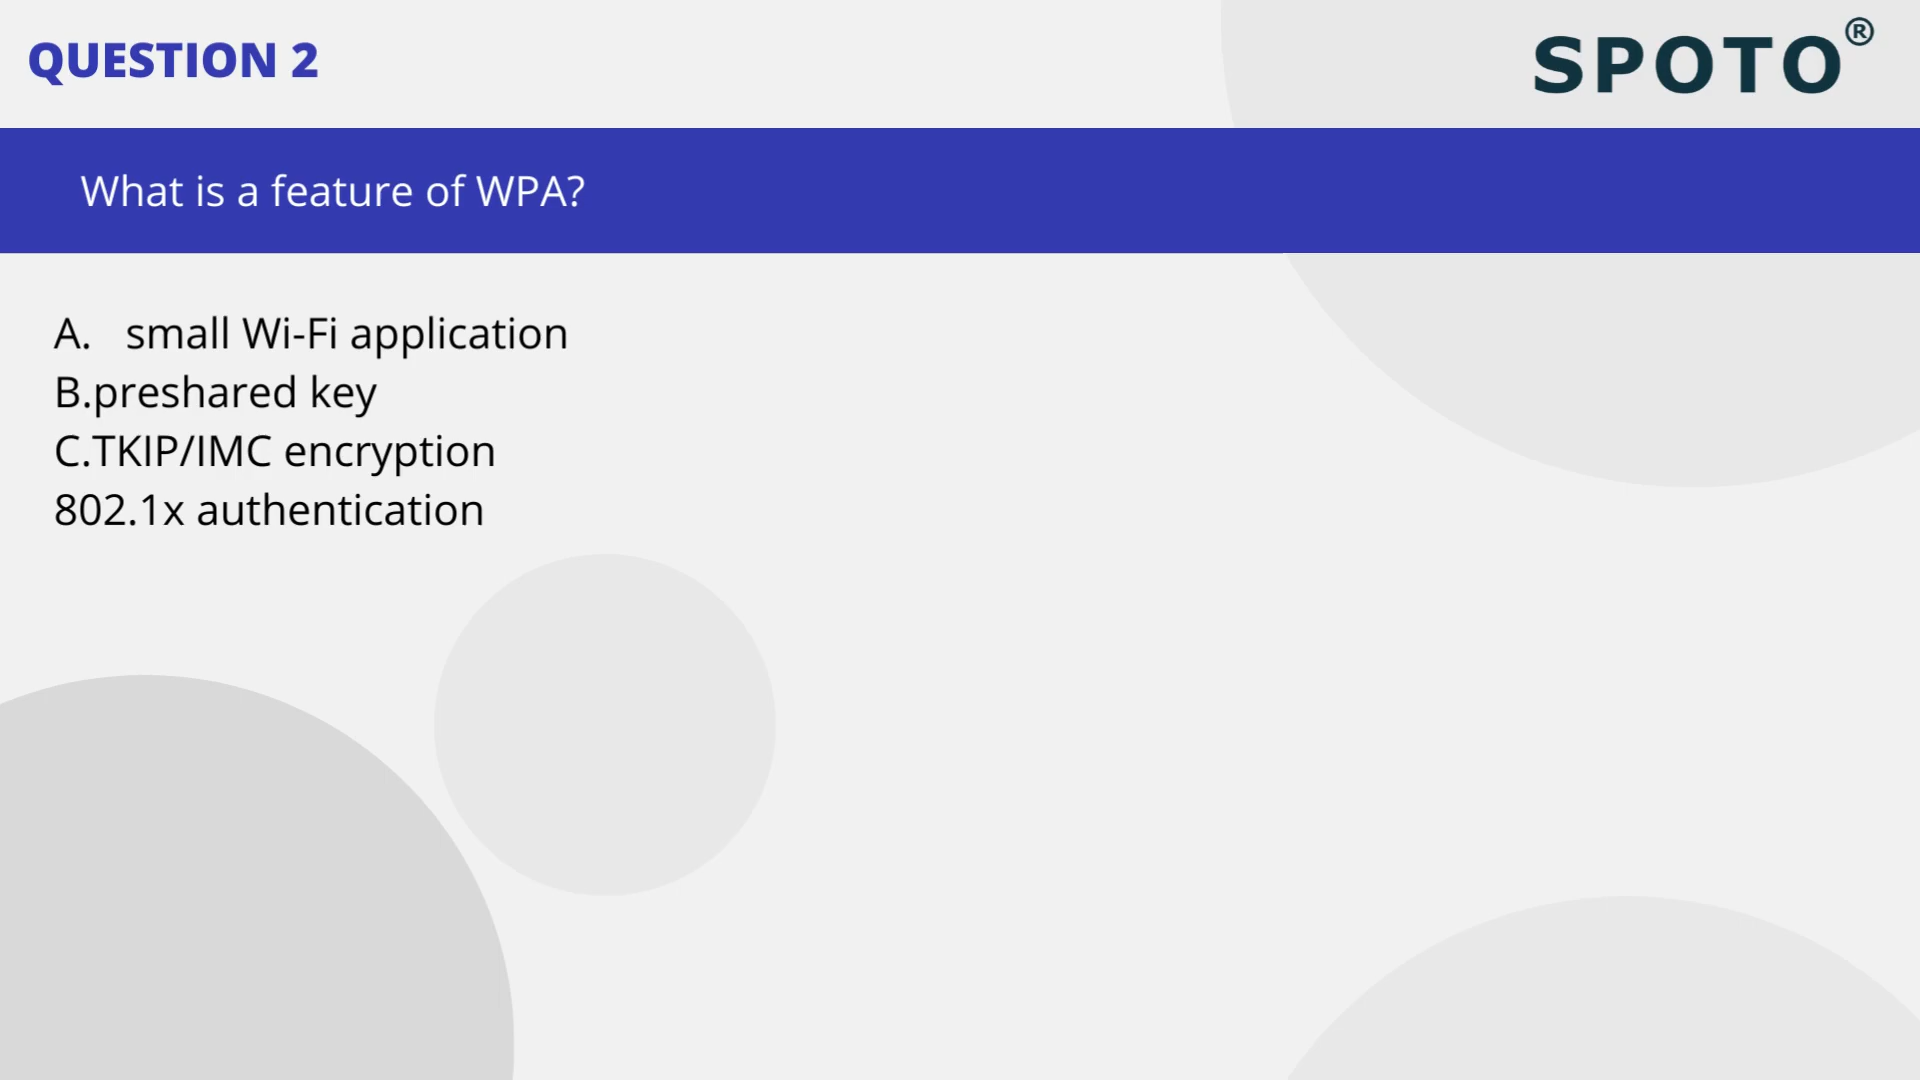 QUESTION 2
SPOTO®
What is a feature of WPA?
A. small Wi-Fi application
B.preshared key
C.TKIP/IMC encryption
802.1x authentication